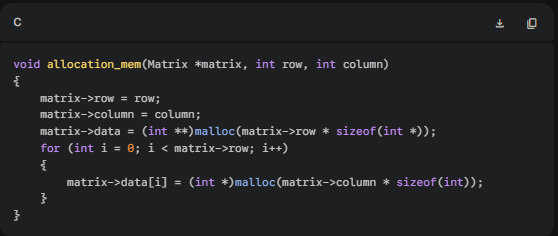 C
void allocation_mem(Matrix *matrix, int row, int column)
{
    matrix->row = row;
    matrix->column = column;
    matrix->data = (int **)malloc(matrix->row * sizeof(int *));
    for (int i = 0; i < matrix->row; i++)
    {
        matrix->data[i] = (int *)malloc(matrix->column * sizeof(int));
    }
}